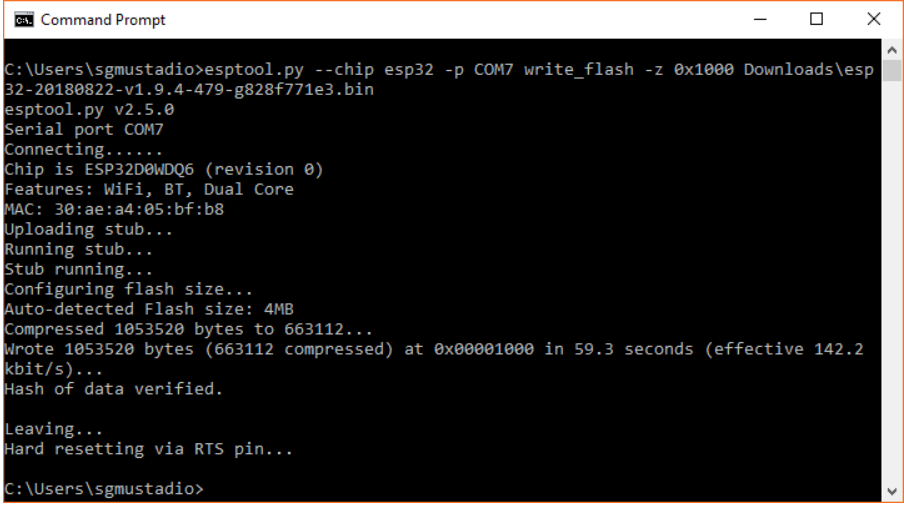 Command Prompt
C:\Users\sgmustadio>esptool.py --chip esp32 -p COM7 write_flash -z 0x1000 Downloads\esp
32-20180822-v1.9.4-479-g828f771e3.bin
esptool.py v2.5.0
Serial port COM7
Connecting......
Chip is ESP32D0WDQ6 (revision 0)
Features: WiFi, BT, Dual Core
MAC: 30:ae:a4:05:bf:b8
Uploading stub...
Running stub...
Stub running...
Configuring flash size...
Auto-detected Flash size: 4MB
Compressed 1053520 bytes to 663112...
Wrote 1053520 bytes (663112 compressed) at 0x00001000 in 59.3 seconds (effective 142.2
kbit/s)...
Hash of data verified.
Leaving...
Hard resetting via RTS pin...
C:\Users\sgmustadio>